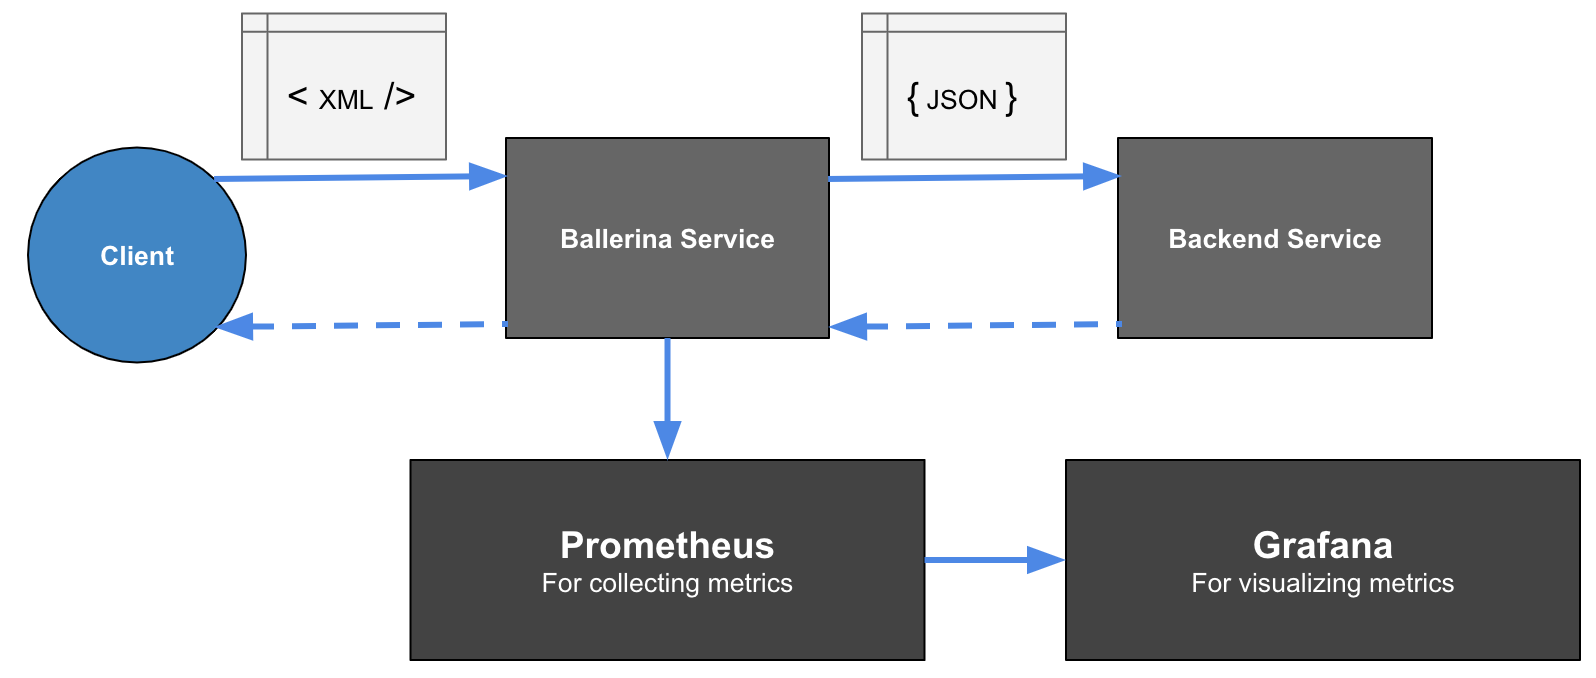 < XML />
{ JSON }
Client
Ballerina Service
Backend Service
Prometheus
For collecting metrics
Grafana
For visualizing metrics